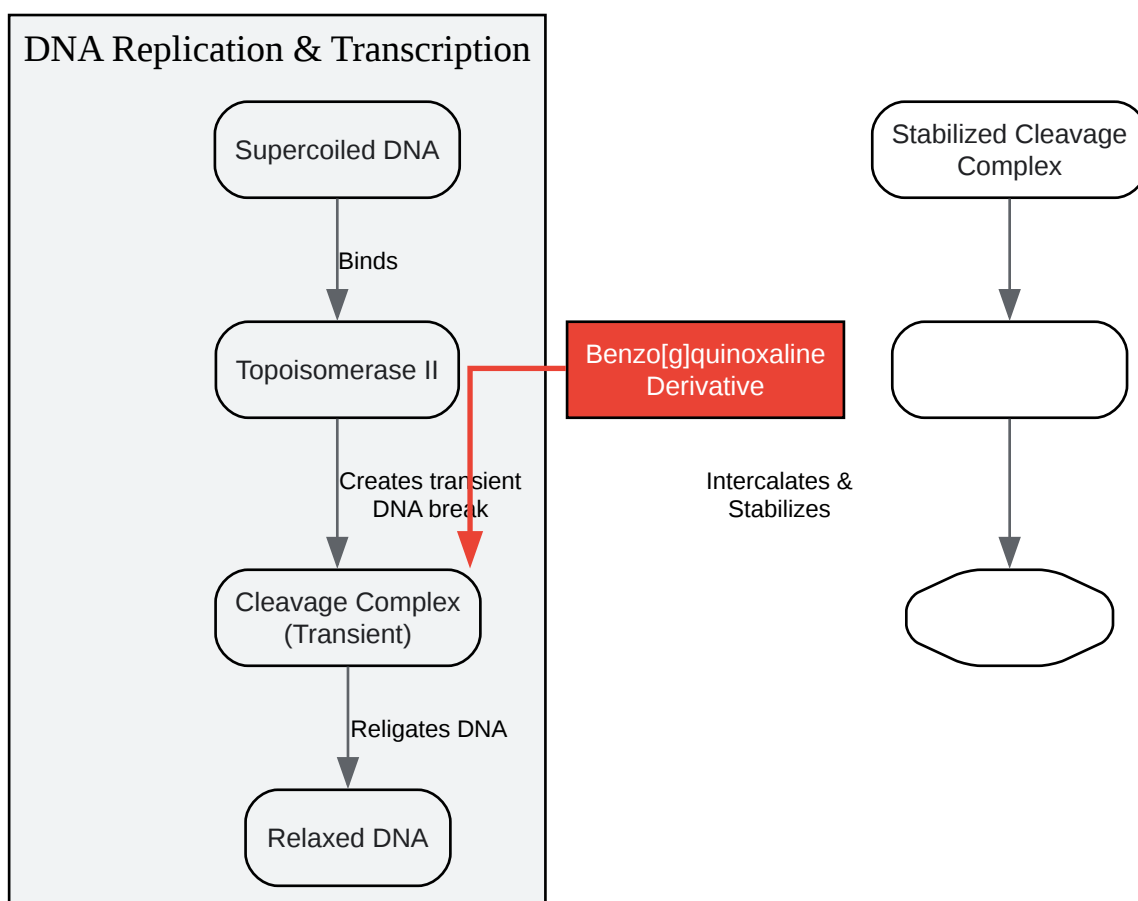 DNA Replication & Transcription
Supercoiled DNA
Stabilized Cleavage
Complex
Binds
Topoisomerase II
Benzo[g]quinoxaline
Derivative
Creates transient
DNA break
Intercalates &
Stabilizes
Cleavage Complex
(Transient)
Religates DNA
Relaxed DNA